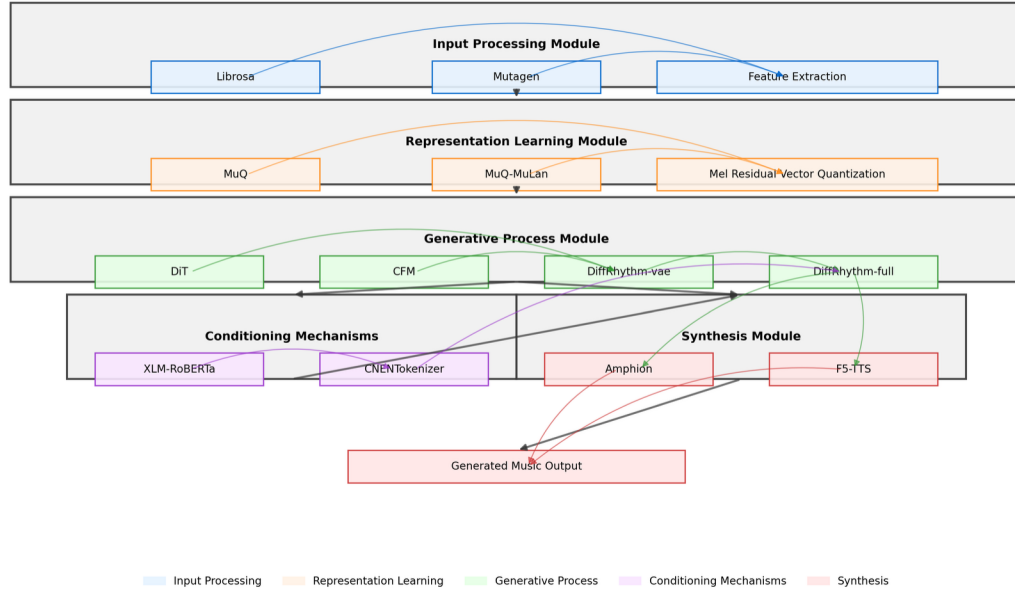 Input Processing Module
Librosa
Mutagen
Feature Extraction
Representation Learning Module
MuQ
MuQ-MuLan
Mel Residual Vector Quantization
Generative Process Module
DiT
CFM
DiffRhythm-vae
DiffRhythm-full
Conditioning Mechanisms
Synthesis Module
XLM-RoBERTa
CNENTokenizer
Amphion
F5-TTS
Generated Music Output
Input Processing
Representation Learning
Generative Process
Conditioning Mechanisms
Synthesis